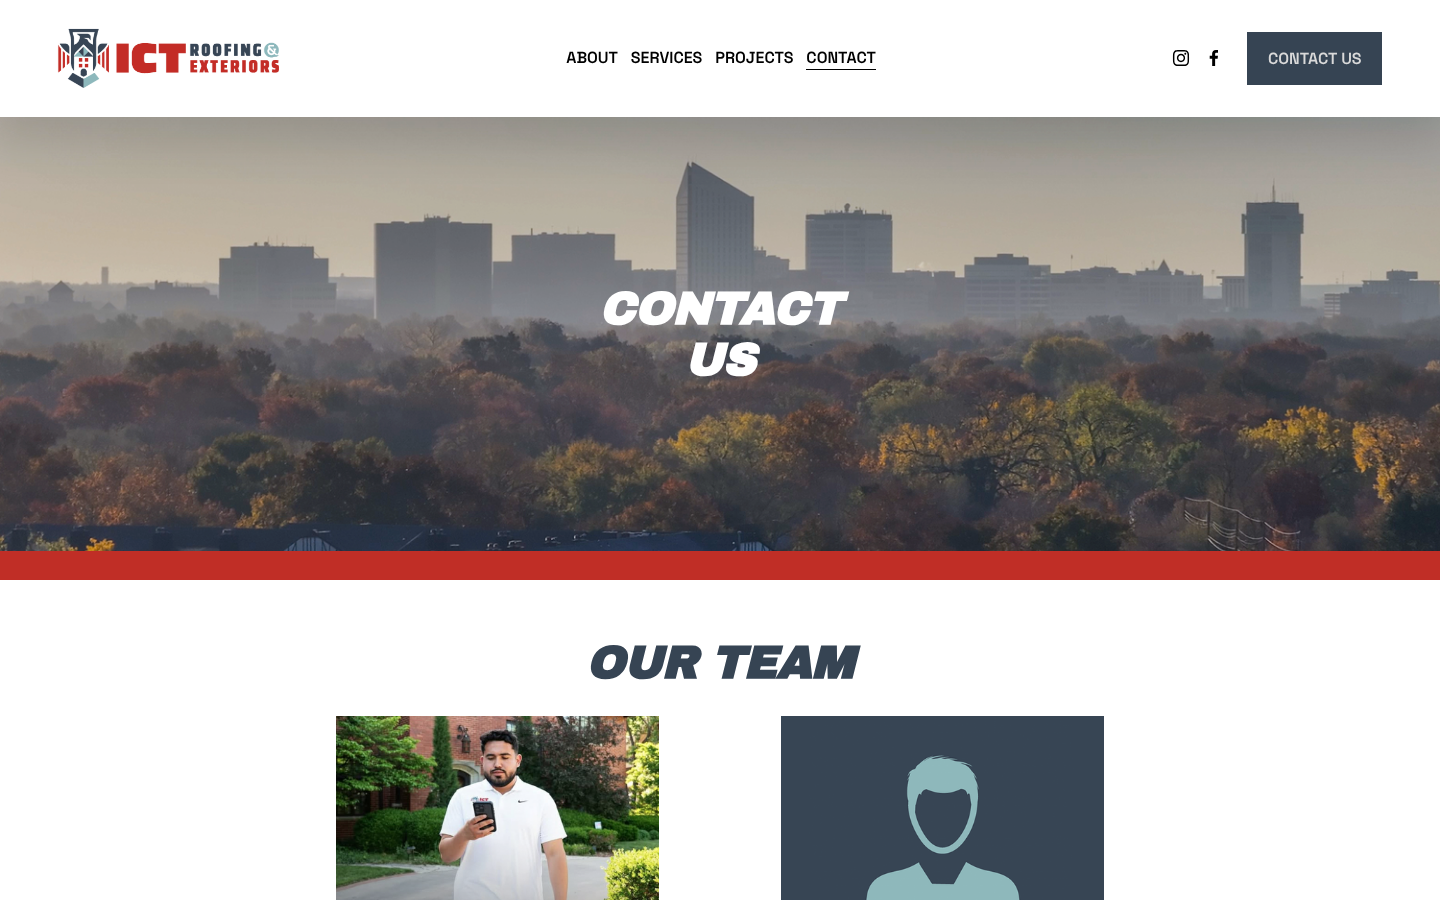 ICT ROOFING &
EXTERIORS
ABOUT SERVICES PROJECTS CONTACT
CONTACT US
CONTACT
US
OUR TEAM